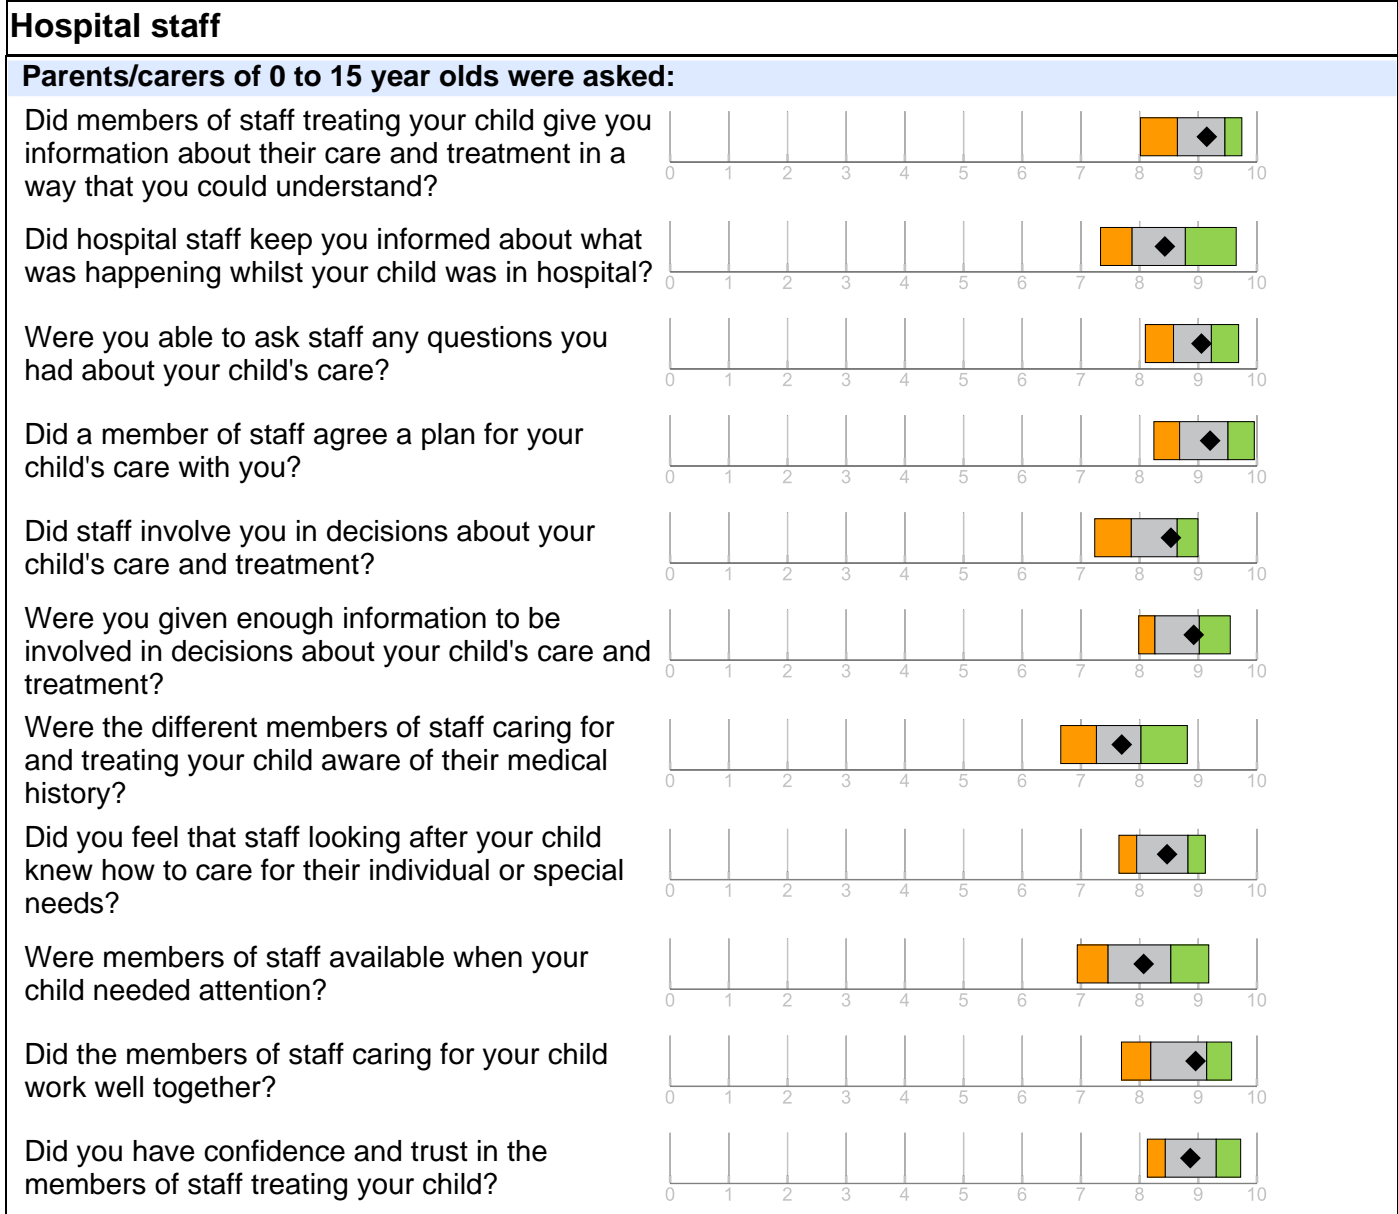 Hospital staff
Parents/carers of 0 to 15 year olds were asked:
Did members of staff treating your child give you
information about their care and treatment in a
way that you could understand?
0 1 2 3 4 5 6 7 8 9 10
Did hospital staff keep you informed about what
was happening whilst your child was in hospital?
0 1 2 3 4 5 6 7 8 9 10
Were you able to ask staff any questions you
had about your child's care?
0 1 2 3 4 5 6 7 8 9 10
Did a member of staff agree a plan for your
child's care with you?
0 1 2 3 4 5 6 7 8 9 10
Did staff involve you in decisions about your
child's care and treatment?
0 1 2 3 4 5 6 7 8 9 10
Were you given enough information to be
involved in decisions about your child's care and
treatment?
0 1 2 3 4 5 6 7 8 9 10
Were the different members of staff caring for
and treating your child aware of their medical
history?
0 1 2 3 4 5 6 7 8 9 10
Did you feel that staff looking after your child
knew how to care for their individual or special
needs?
0 1 2 3 4 5 6 7 8 9 10
Were members of staff available when your
child needed attention?
0 1 2 3 4 5 6 7 8 9 10
Did the members of staff caring for your child
work well together?
0 1 2 3 4 5 6 7 8 9 10
Did you have confidence and trust in the
members of staff treating your child?
0 1 2 3 4 5 6 7 8 9 10